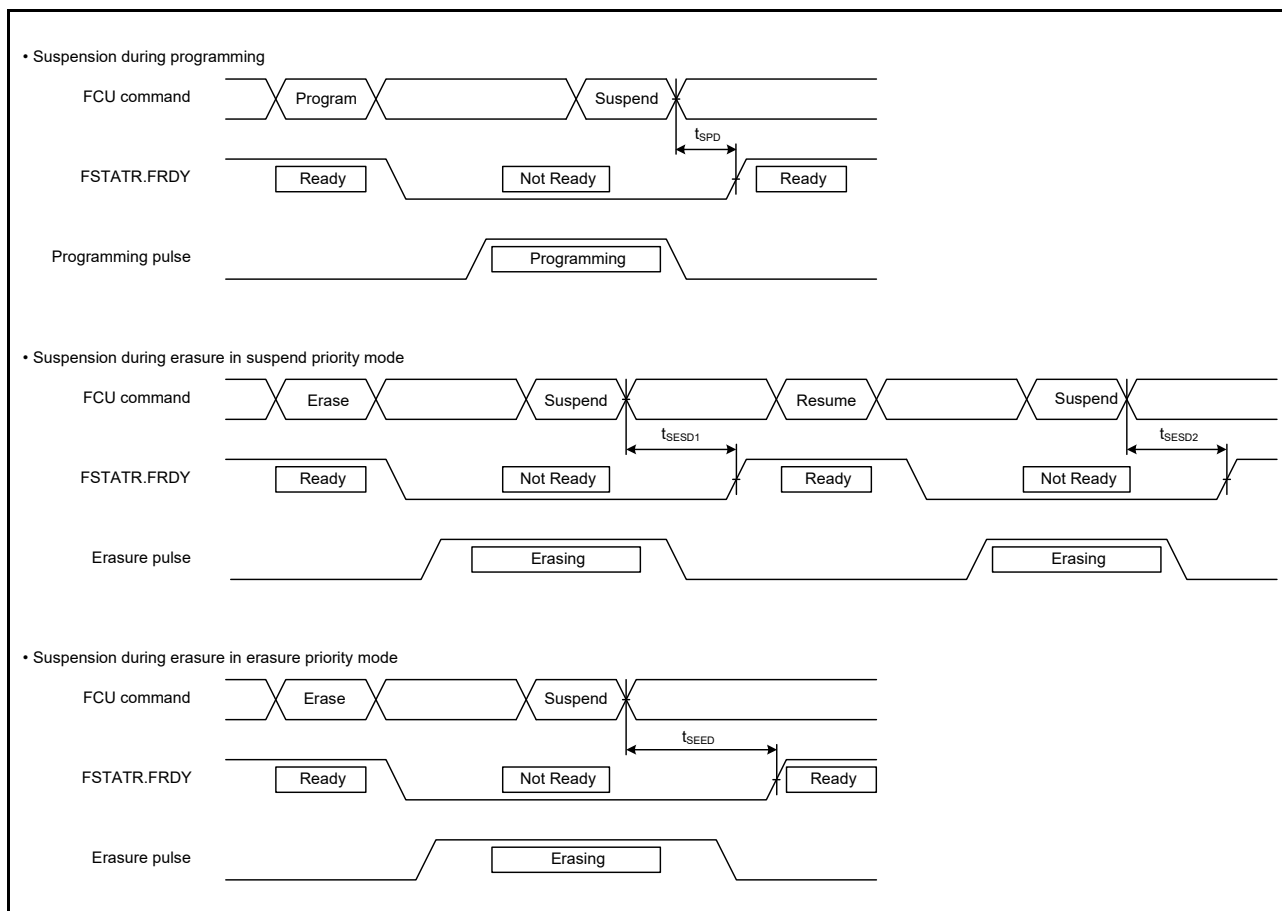 • Suspension during programming
FCU command
Program
Suspend
tSPD
FSTATR.FRDY
Ready
Not Ready
Ready
Programming pulse
Programming
• Suspension during erasure in suspend priority mode
FCU command
Erase
Suspend
Resume
Suspend
tSESD1
tSESD2
FSTATR.FRDY
Ready
Not Ready
Ready
Not Ready
Erasure pulse
Erasing
Erasing
• Suspension during erasure in erasure priority mode
FCU command
Erase
Suspend
tSEED
FSTATR.FRDY
Ready
Not Ready
Ready
Erasure pulse
Erasing